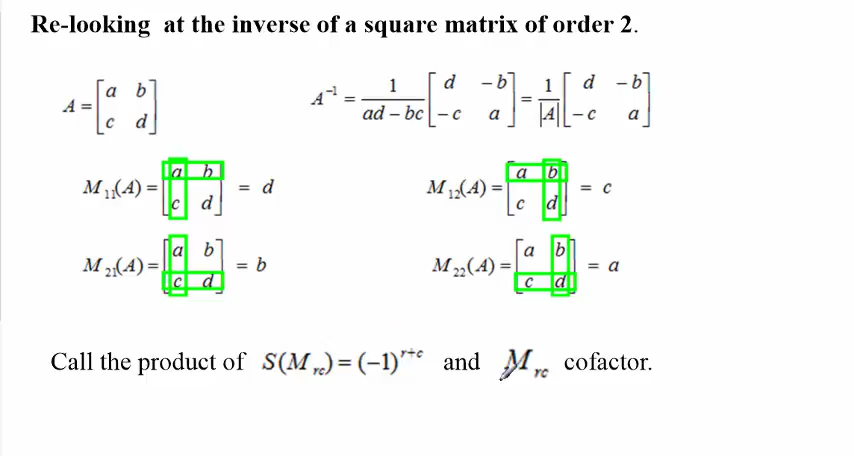 Re-looking at the inverse of a square matrix of order 2.
A = [a b; c d]   A⁻¹ = 1/(ad – bc) [d –b; –c a] = 1/|A| [d –b; –c a]
M₁₁(A) = [a b; c d] = d   M₁₂(A) = [a b; c d] = c
M₂₁(A) = [a b; c d] = b   M₂₂(A) = [a b; c d] = a
Call the product of S(M_rc) = (–1)^(r+c) and M_rc cofactor.